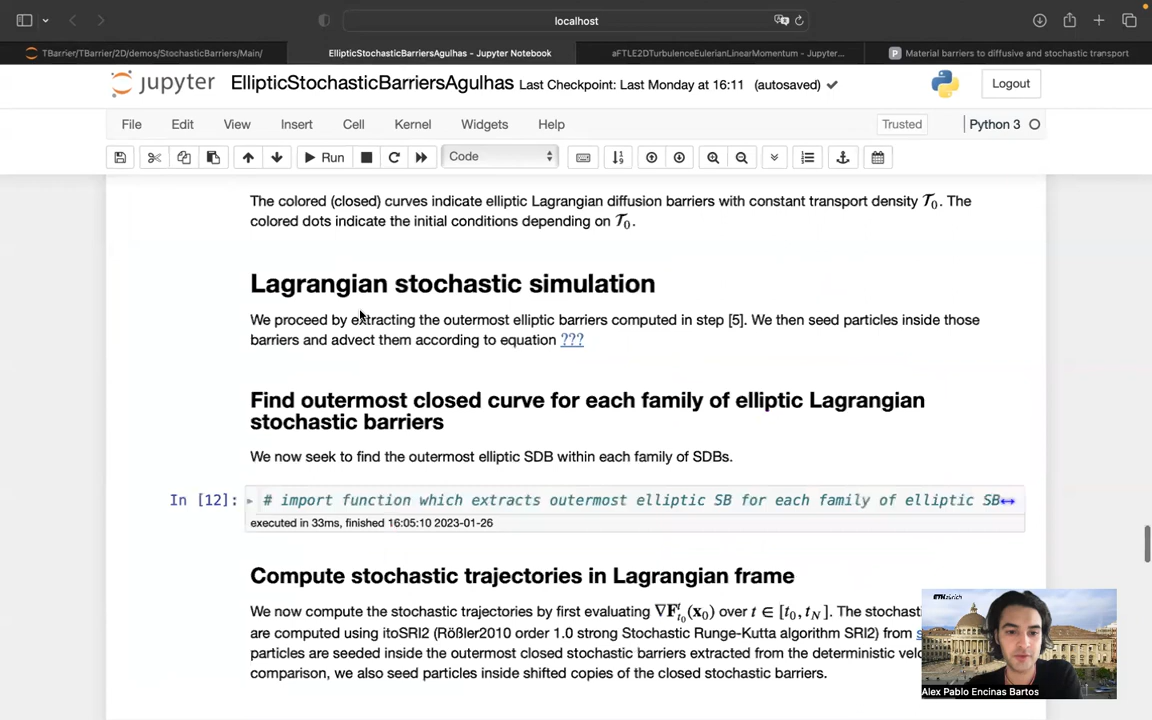 localhost
TBarrier/TBarrier/2D/demos/StochasticBarriers/Main/
EllipticStochasticBarriersAgulhas - Jupyter Notebook
aFTLE2DTurbulenceEulerianLinearMomentum - Jupyter...
P Material barriers to diffusive and stochastic transport
jupyter EllipticStochasticBarriersAgulhas Last Checkpoint: Last Monday at 16:11 (autosaved)
Logout
File Edit View Insert Cell Kernel Widgets Help
Trusted
Python 3
Run
Code
The colored (closed) curves indicate elliptic Lagrangian diffusion barriers with constant transport density 𝒯₀. The
colored dots indicate the initial conditions depending on 𝒯₀.
Lagrangian stochastic simulation
We proceed by extracting the outermost elliptic barriers computed in step [5]. We then seed particles inside those
barriers and advect them according to equation ???
Find outermost closed curve for each family of elliptic Lagrangian
stochastic barriers
We now seek to find the outermost elliptic SDB within each family of SDBs.
In [12]: # import function which extracts outermost elliptic SB for each family of elliptic SB
executed in 33ms, finished 16:05:10 2023-01-26
Compute stochastic trajectories in Lagrangian frame
We now compute the stochastic trajectories by first evaluating ∇F_{t₀}^t(x₀) over t ∈ [t₀, t_N]. The stochast
are computed using itoSRI2 (Rößler2010 order 1.0 strong Stochastic Runge-Kutta algorithm SRI2) from s
particles are seeded inside the outermost closed stochastic barriers extracted from the deterministic velo
comparison, we also seed particles inside shifted copies of the closed stochastic barriers.
ETH zürich
Alex Pablo Encinas Bartos